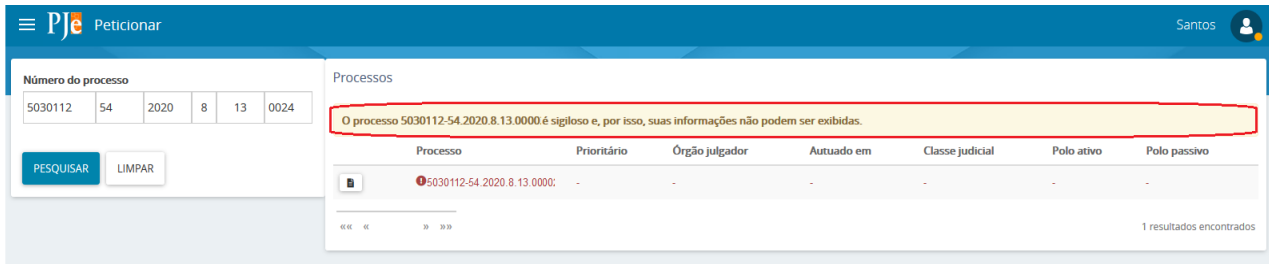 PJe Peticionar
Santos
Número do processo
5030112 54 2020 8 13 0024
PESQUISAR LIMPAR
Processos
O processo 5030112-54.2020.8.13.0000 é sigiloso e, por isso, suas informações não podem ser exibidas.
Processo Prioritário Órgão julgador Autuado em Classe judicial Polo ativo Polo passivo
5030112-54.2020.8.13.0000 - - - - - -
«« « » »»
1 resultados encontrados